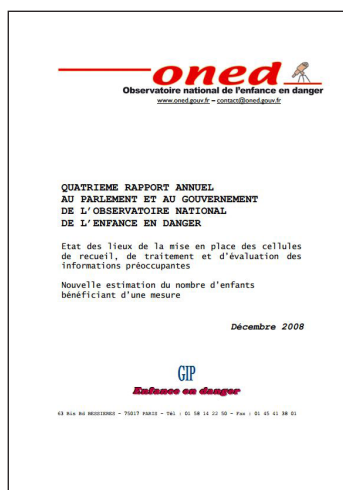 oned
Observatoire national de l'enfance en danger
www.oned.gouv.fr – contact@oned.gouv.fr
QUATRIEME RAPPORT ANNUEL
AU PARLEMENT ET AU GOUVERNEMENT
DE L'OBSERVATOIRE NATIONAL
DE L'ENFANCE EN DANGER
Etat des lieux de la mise en place des cellules
de recueil, de traitement et d'évaluation des
informations préoccupantes
Nouvelle estimation du nombre d'enfants
bénéficiant d'une mesure
Décembre 2008
GIP
Enfance en danger
63 Bis Bd BESSIERES – 75017 PARIS – Tél : 01 58 14 22 50 – Fax : 01 45 41 38 01